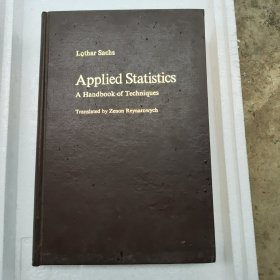 Lothar Sachs
Applied Statistics
A Handbook of Techniques
Translated by Zenon Reynarowych